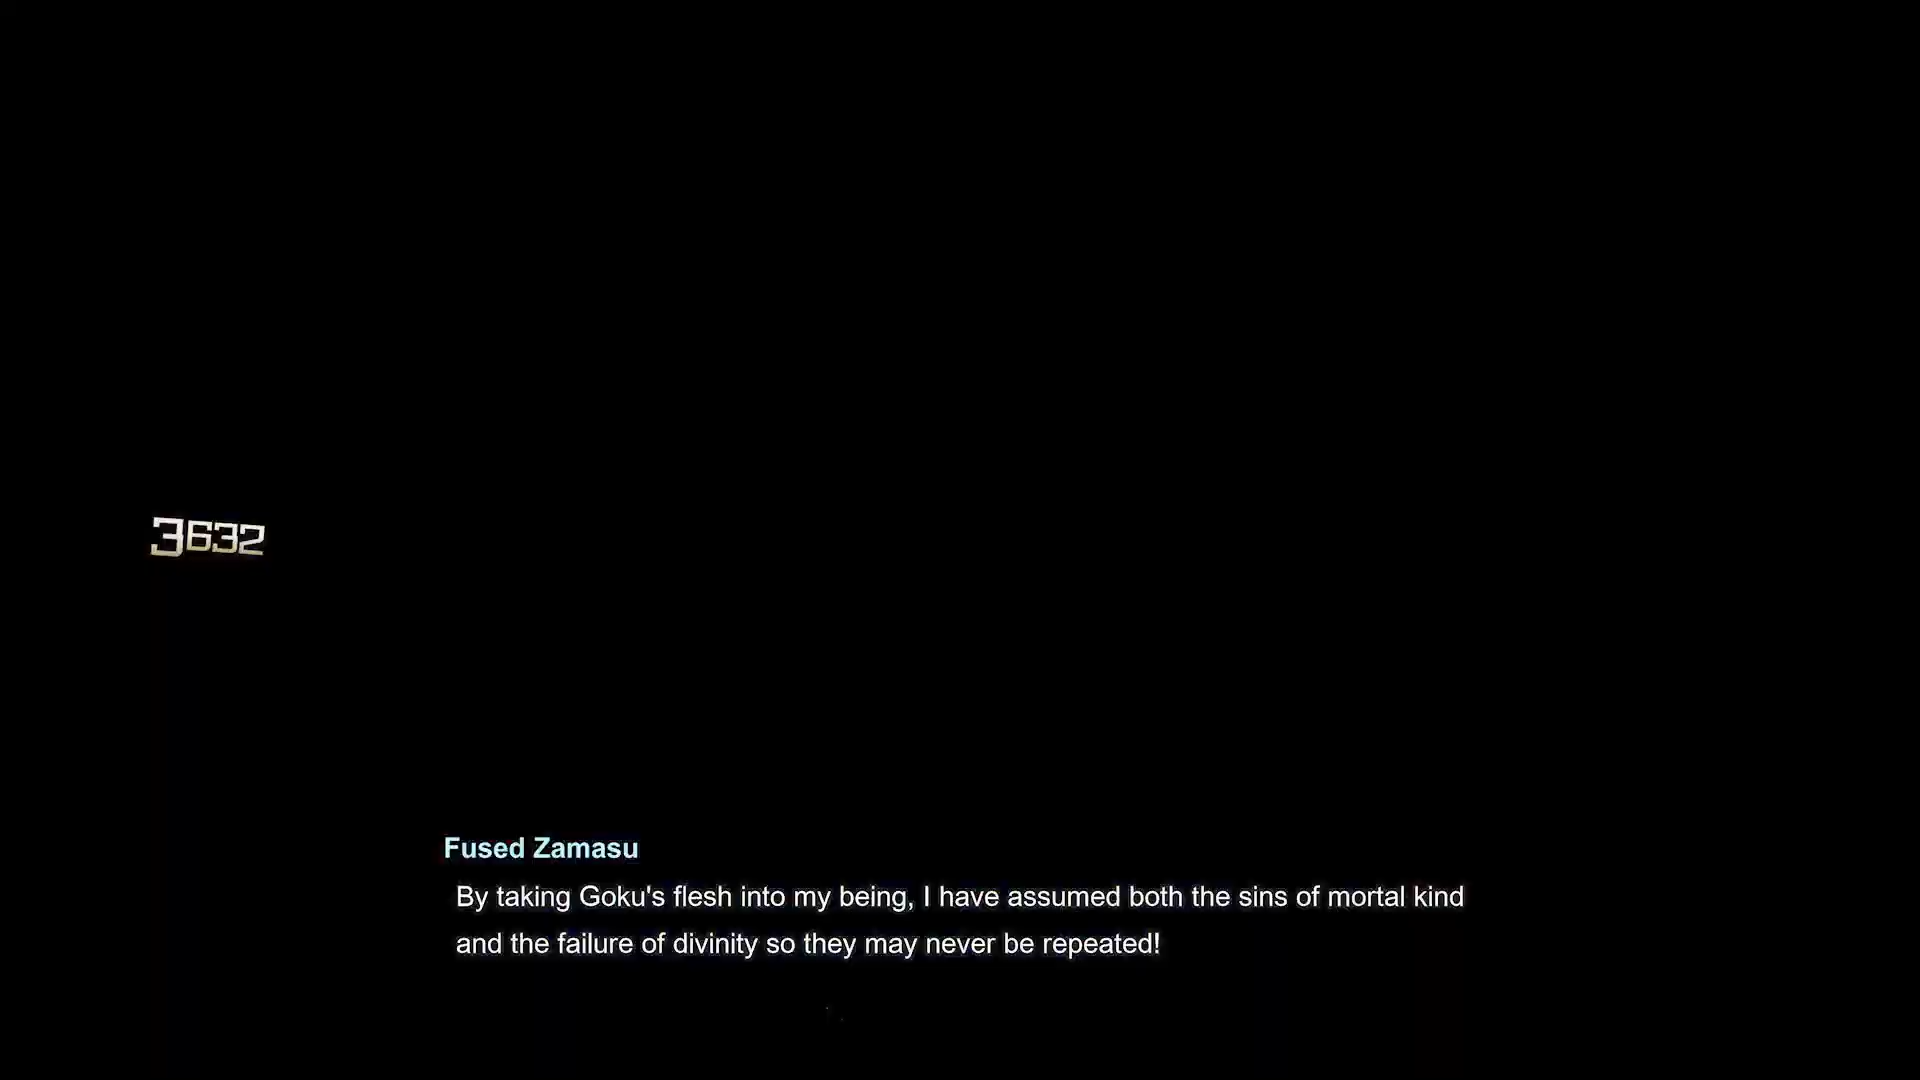 3632
Fused Zamasu
By taking Goku's flesh into my being, I have assumed both the sins of mortal kind
and the failure of divinity so they may never be repeated!